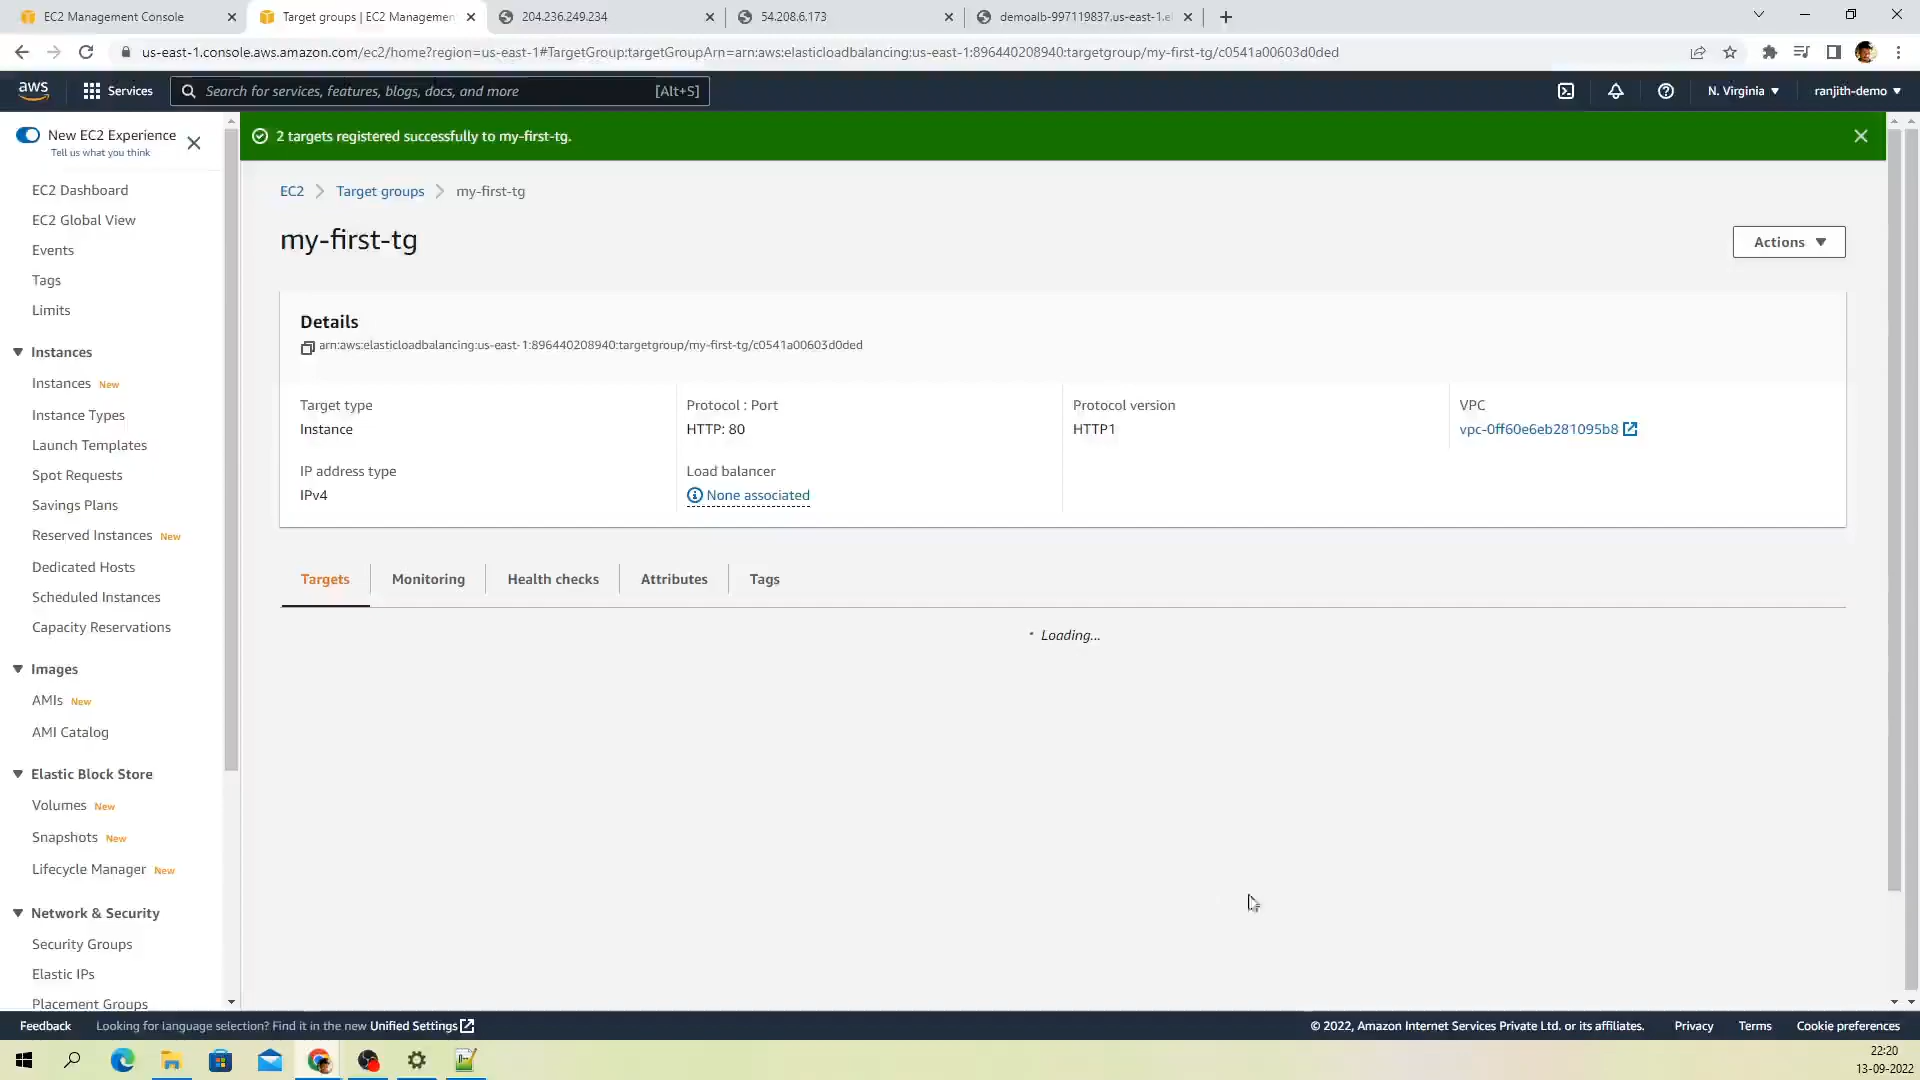 EC2 Management Console
Target groups | EC2 Management
204.236.249.234
54.208.6.173
demoalb-997119837.us-east-1.el
us-east-1.console.aws.amazon.com/ec2/home?region=us-east-1#TargetGroup:targetGroupArn=arn:aws:elasticloadbalancing:us-east-1:896440208940:targetgroup/my-first-tg/c0541a00603d0ded
aws
Services
Search for services, features, blogs, docs, and more
[Alt+S]
N. Virginia
ranjith-demo
New EC2 Experience
Tell us what you think
EC2 Dashboard
EC2 Global View
Events
Tags
Limits
Instances
Instances New
Instance Types
Launch Templates
Spot Requests
Savings Plans
Reserved Instances New
Dedicated Hosts
Scheduled Instances
Capacity Reservations
Images
AMIs New
AMI Catalog
Elastic Block Store
Volumes New
Snapshots New
Lifecycle Manager New
Network & Security
Security Groups
Elastic IPs
Placement Groups
2 targets registered successfully to my-first-tg.
EC2 > Target groups > my-first-tg
my-first-tg
Actions
Details
arn:aws:elasticloadbalancing:us-east-1:896440208940:targetgroup/my-first-tg/c0541a00603d0ded
Target type
Instance
Protocol : Port
HTTP: 80
Protocol version
HTTP1
VPC
vpc-0ff60e6eb281095b8
IP address type
IPv4
Load balancer
None associated
Targets
Monitoring
Health checks
Attributes
Tags
Loading...
Feedback
Looking for language selection? Find it in the new Unified Settings
© 2022, Amazon Internet Services Private Ltd. or its affiliates.
Privacy
Terms
Cookie preferences
22:20
13-09-2022